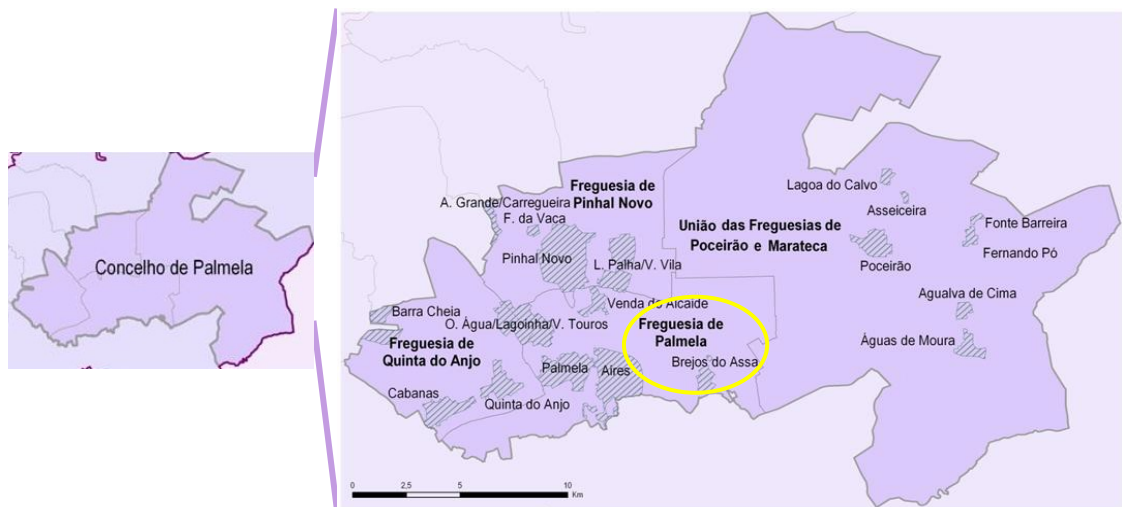 Concelho de Palmela
Freguesia de
Pinhal Novo
A. Grande/Carregueira
F. da Vaca
Pinhal Novo
L. Palha/V. Vila
Venda do Alcaide
União das Freguesias de
Poceirão e Marateca
Lagoa do Calvo
Asseiceira
Fonte Barreira
Fernando Pó
Poceirão
Agualva de Cima
Águas de Moura
Barra Cheia
O. Água/Lagoinha/V. Touros
Freguesia de
Quinta do Anjo
Freguesia de
Palmela
Brejos do Assa
Palmela
Aires
Cabanas
Quinta do Anjo
0 2,5 5 10
Km